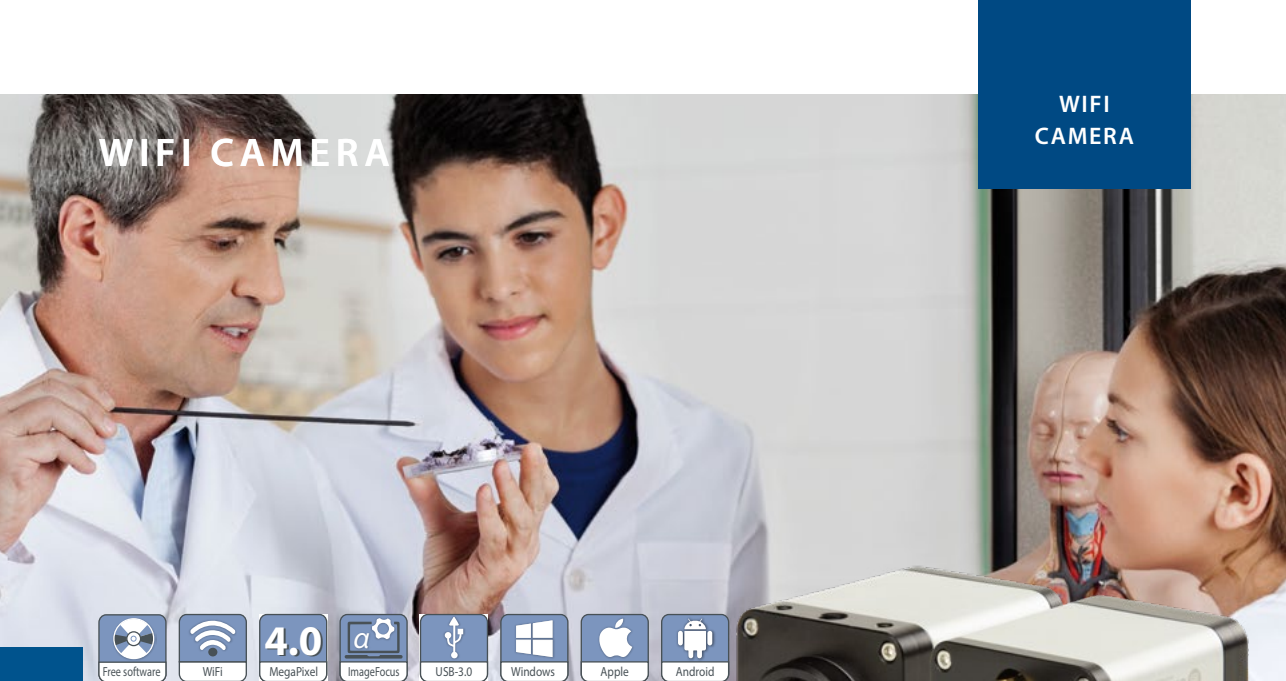 WIFI
CAMERA
WIFI CAMERA
4.0
α
Free software
WiFi
MegaPixel
ImageFocus
USB-3.0
Windows
Apple
Android